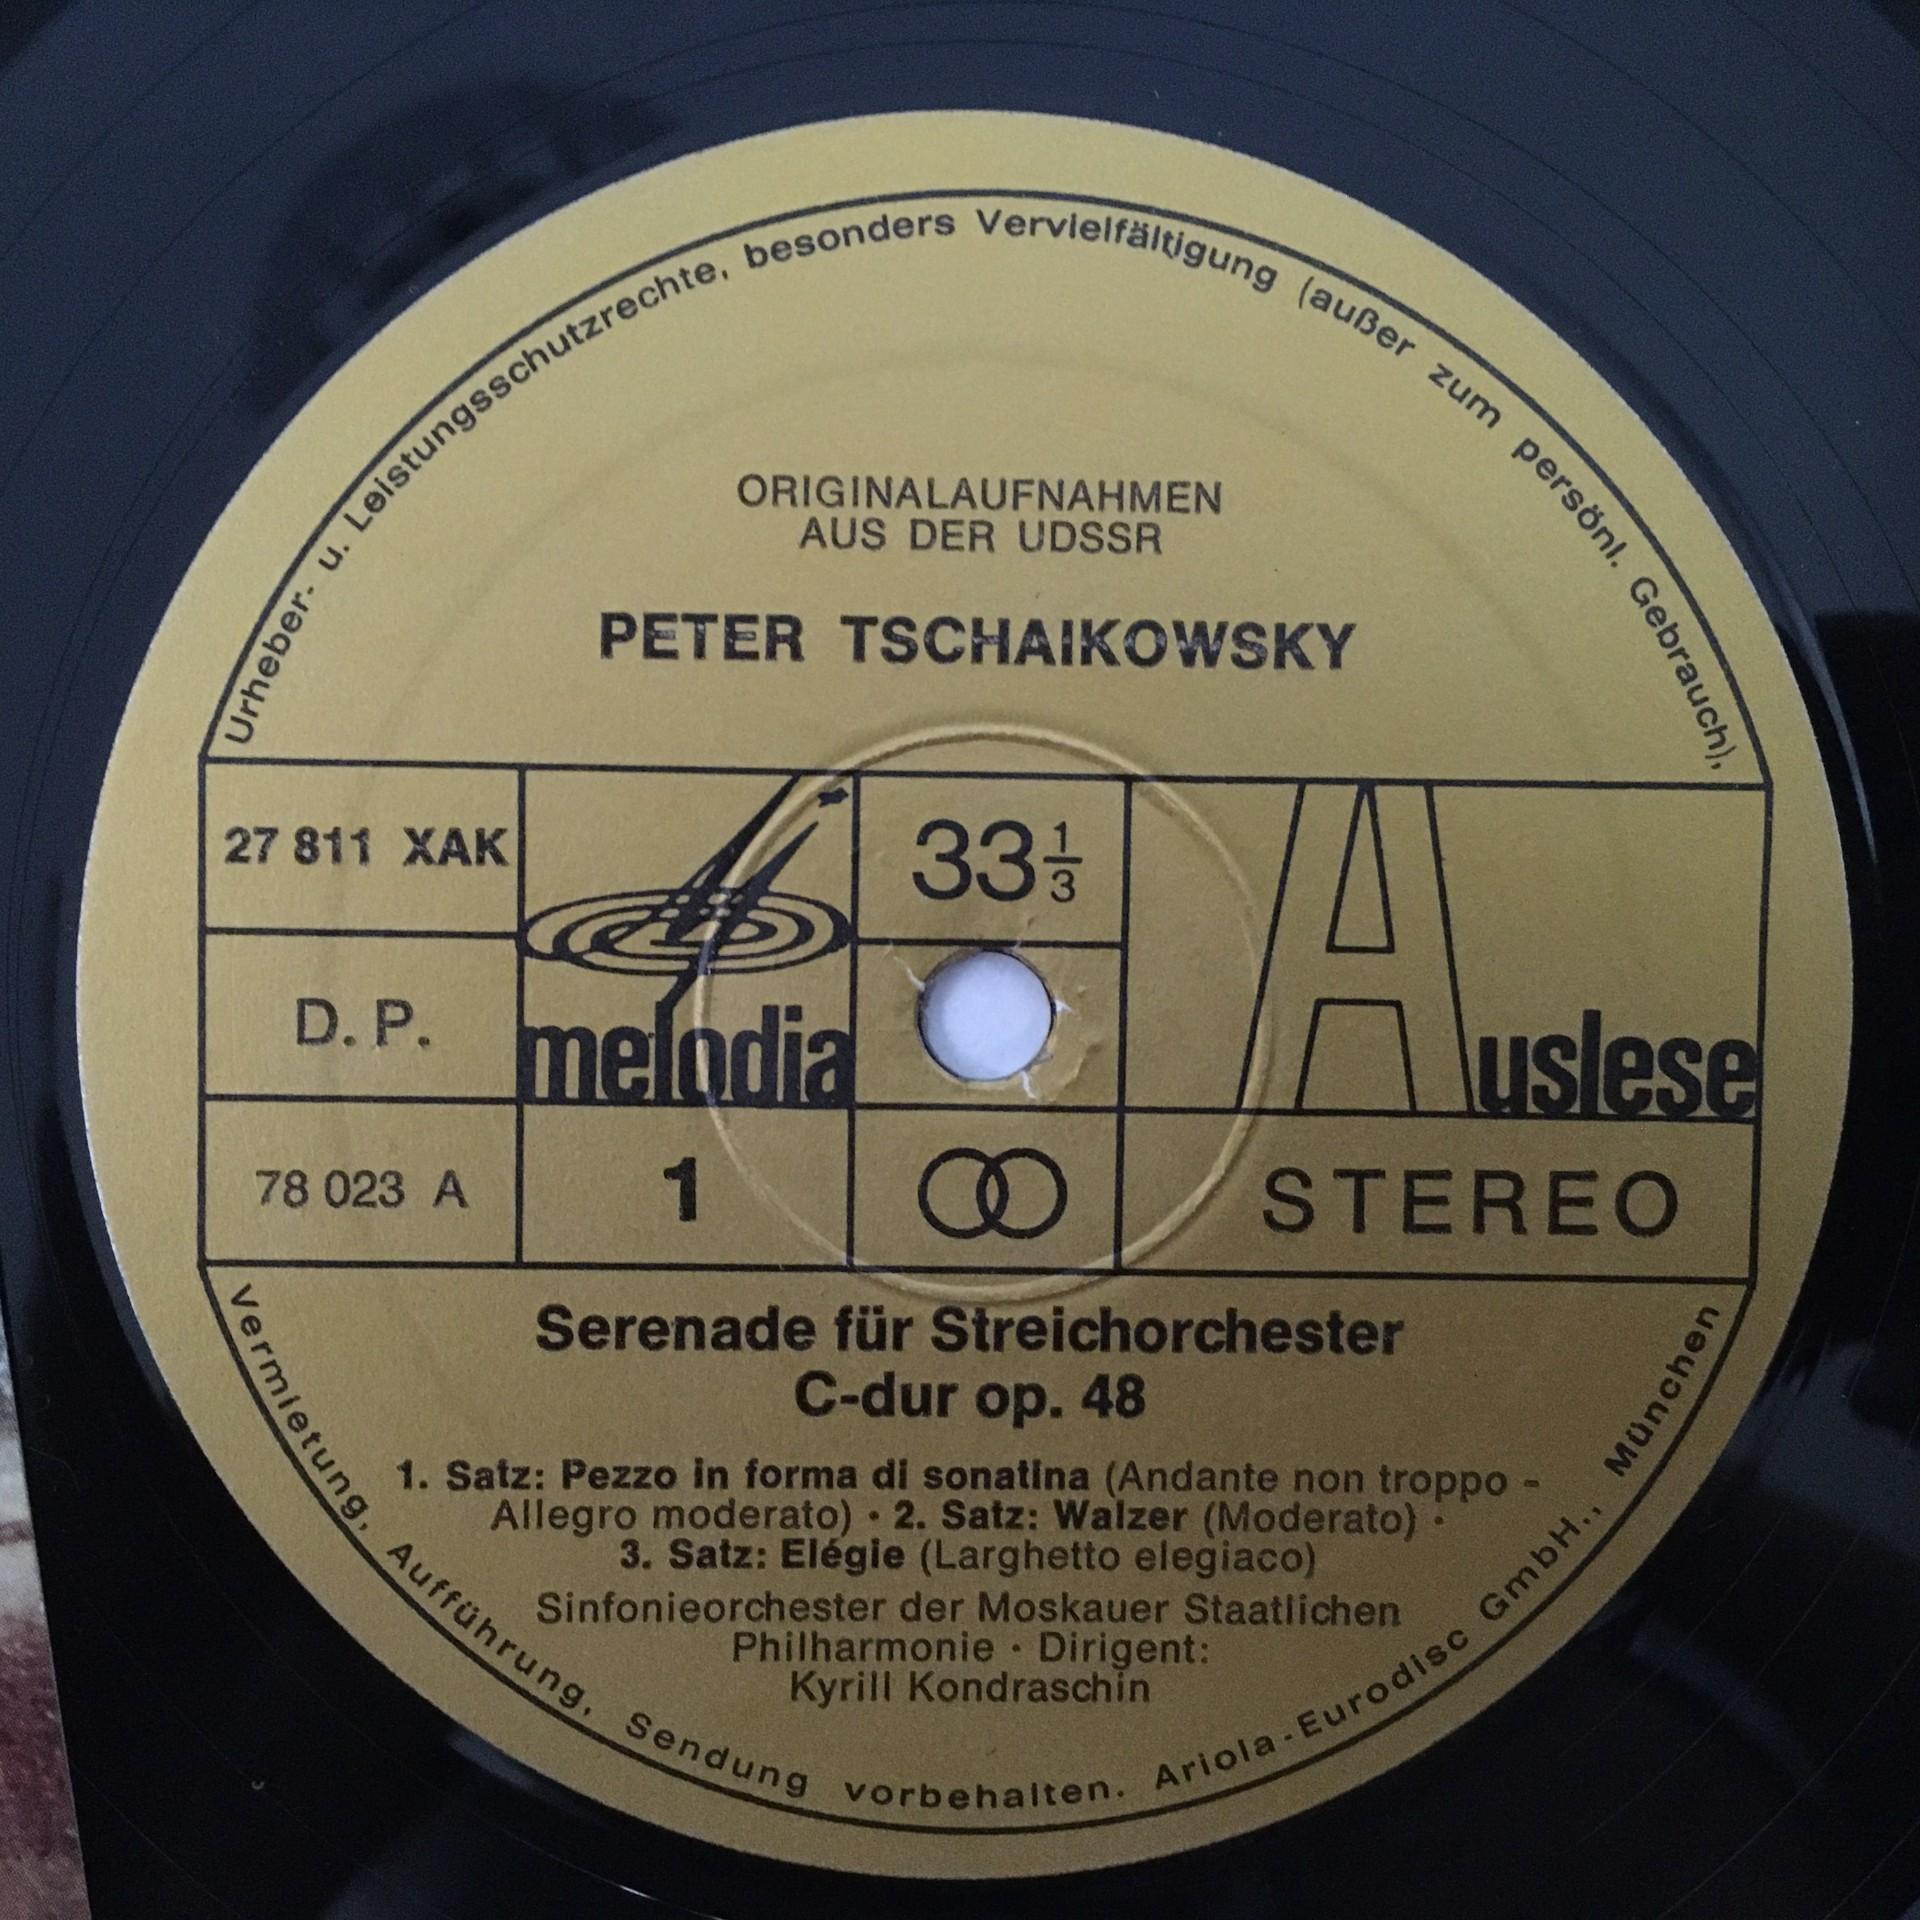 Urheber- u. Leistungsschutzrechte, besonders Vervielfältigung (außer zum persönl. Gebrauch),
ORIGINALAUFNAHMEN
AUS DER UDSSR
PETER TSCHAIKOWSKY
27 811 XAK
melodia
33 1/3
Auslese
D. P.
78 023 A
1
STEREO
Serenade für Streichorchester
C-dur op. 48
1. Satz: Pezzo in forma di sonatina (Andante non troppo -
Allegro moderato) · 2. Satz: Walzer (Moderato) ·
3. Satz: Elégie (Larghetto elegiaco)
Sinfonieorchester der Moskauer Staatlichen
Philharmonie · Dirigent:
Kyrill Kondraschin
Vermietung, Aufführung, Sendung vorbehalten. Ariola-Eurodisc GmbH., München